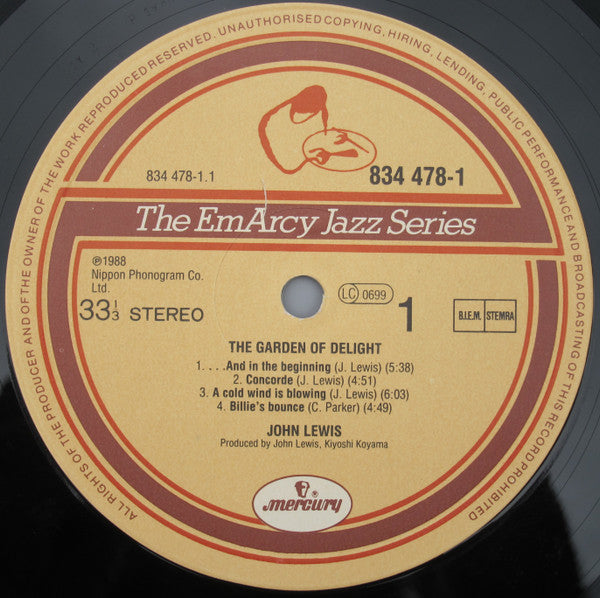 ALL RIGHTS OF THE PRODUCER AND OF THE OWNER OF THE WORK REPRODUCED RESERVED. UNAUTHORISED COPYING, HIRING, LENDING, PUBLIC PERFORMANCE AND BROADCASTING OF THIS RECORD PROHIBITED
834 478-1.1
834 478-1
The EmArcy Jazz Series
℗1988
Nippon Phonogram Co.
Ltd.
33 1/3 STEREO
LC 0699
1
B.I.E.M. STEMRA
THE GARDEN OF DELIGHT
1. . . .And in the beginning (J. Lewis) (5:38)
2. Concorde (J. Lewis) (4:51)
3. A cold wind is blowing (J. Lewis) (6:03)
4. Billie's bounce (C. Parker) (4:49)
JOHN LEWIS
Produced by John Lewis, Kiyoshi Koyama
mercury